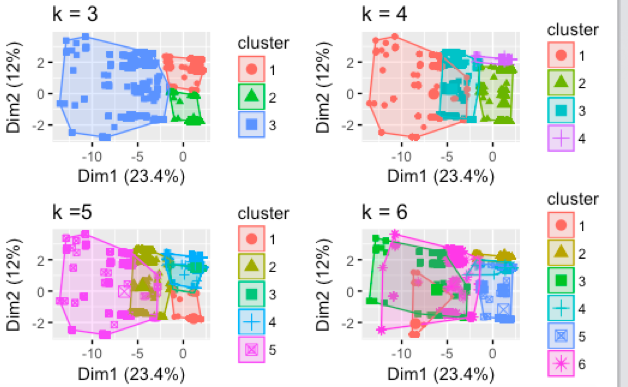 k = 3
cluster
1
2
3
Dim2 (12%)
2
0
-2
-10
-5
0
Dim1 (23.4%)
k = 4
cluster
1
2
3
4
Dim2 (12%)
2
0
-2
-10
-5
0
Dim1 (23.4%)
k =5
cluster
1
2
3
4
5
Dim2 (12%)
2
0
-2
-10
-5
0
Dim1 (23.4%)
k = 6
cluster
1
2
3
4
5
6
Dim2 (12%)
2
0
-2
-10
-5
0
Dim1 (23.4%)